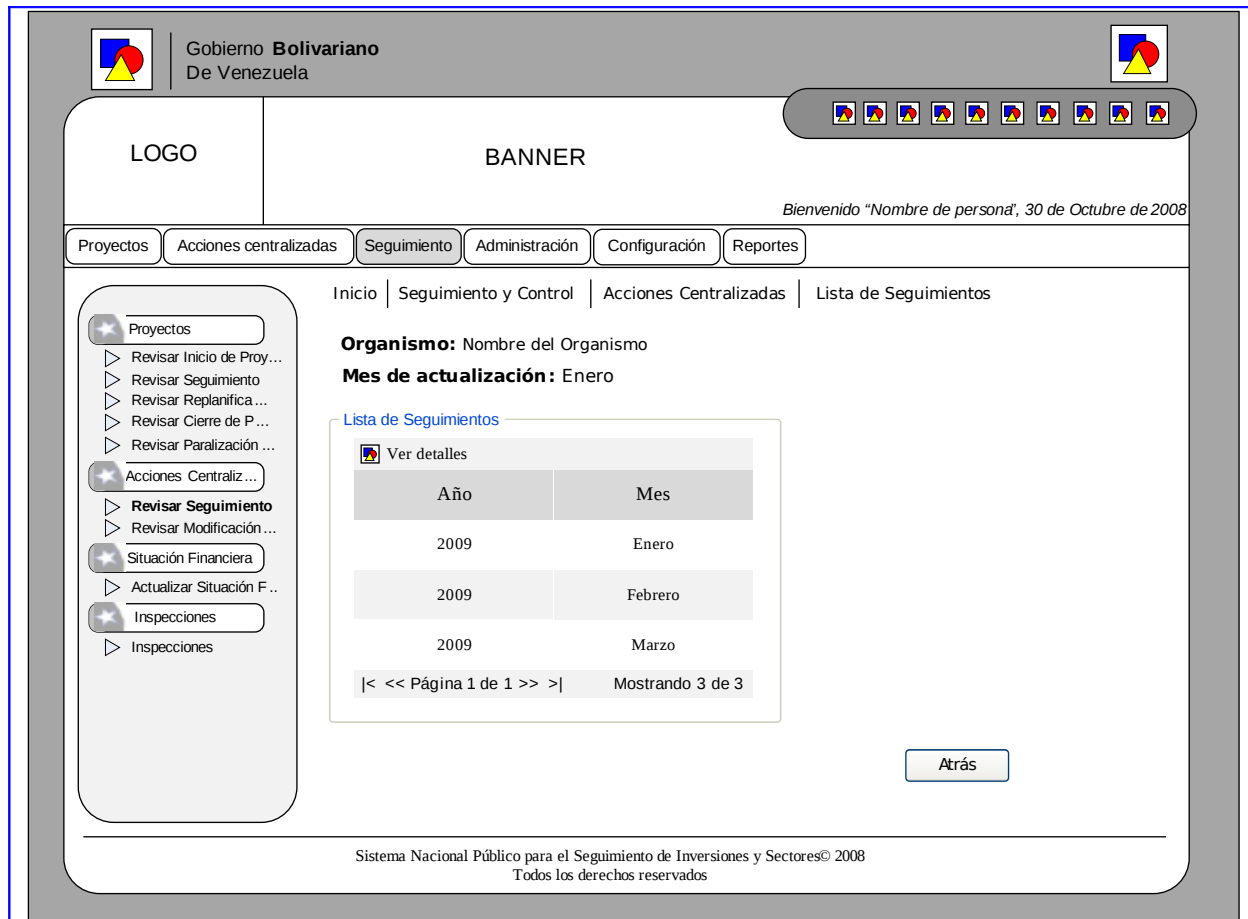 Gobierno Bolivariano
De Venezuela
LOGO
BANNER
Bienvenido “Nombre de persona”, 30 de Octubre de 2008
Proyectos
Acciones centralizadas
Seguimiento
Administración
Configuración
Reportes
Inicio | Seguimiento y Control | Acciones Centralizadas | Lista de Seguimientos
Proyectos
Revisar Inicio de Proy…
Revisar Seguimiento
Revisar Replanifica…
Revisar Cierre de P…
Revisar Paralización …
Acciones Centraliz…
Revisar Seguimiento
Revisar Modificación…
Situación Financiera
Actualizar Situación F..
Inspecciones
Inspecciones
Organismo: Nombre del Organismo
Mes de actualización: Enero
Lista de Seguimientos
Ver detalles
Año Mes
2009 Enero
2009 Febrero
2009 Marzo
|< << Página 1 de 1 >> >| Mostrando 3 de 3
Atrás
Sistema Nacional Público para el Seguimiento de Inversiones y Sectores© 2008
Todos los derechos reservados